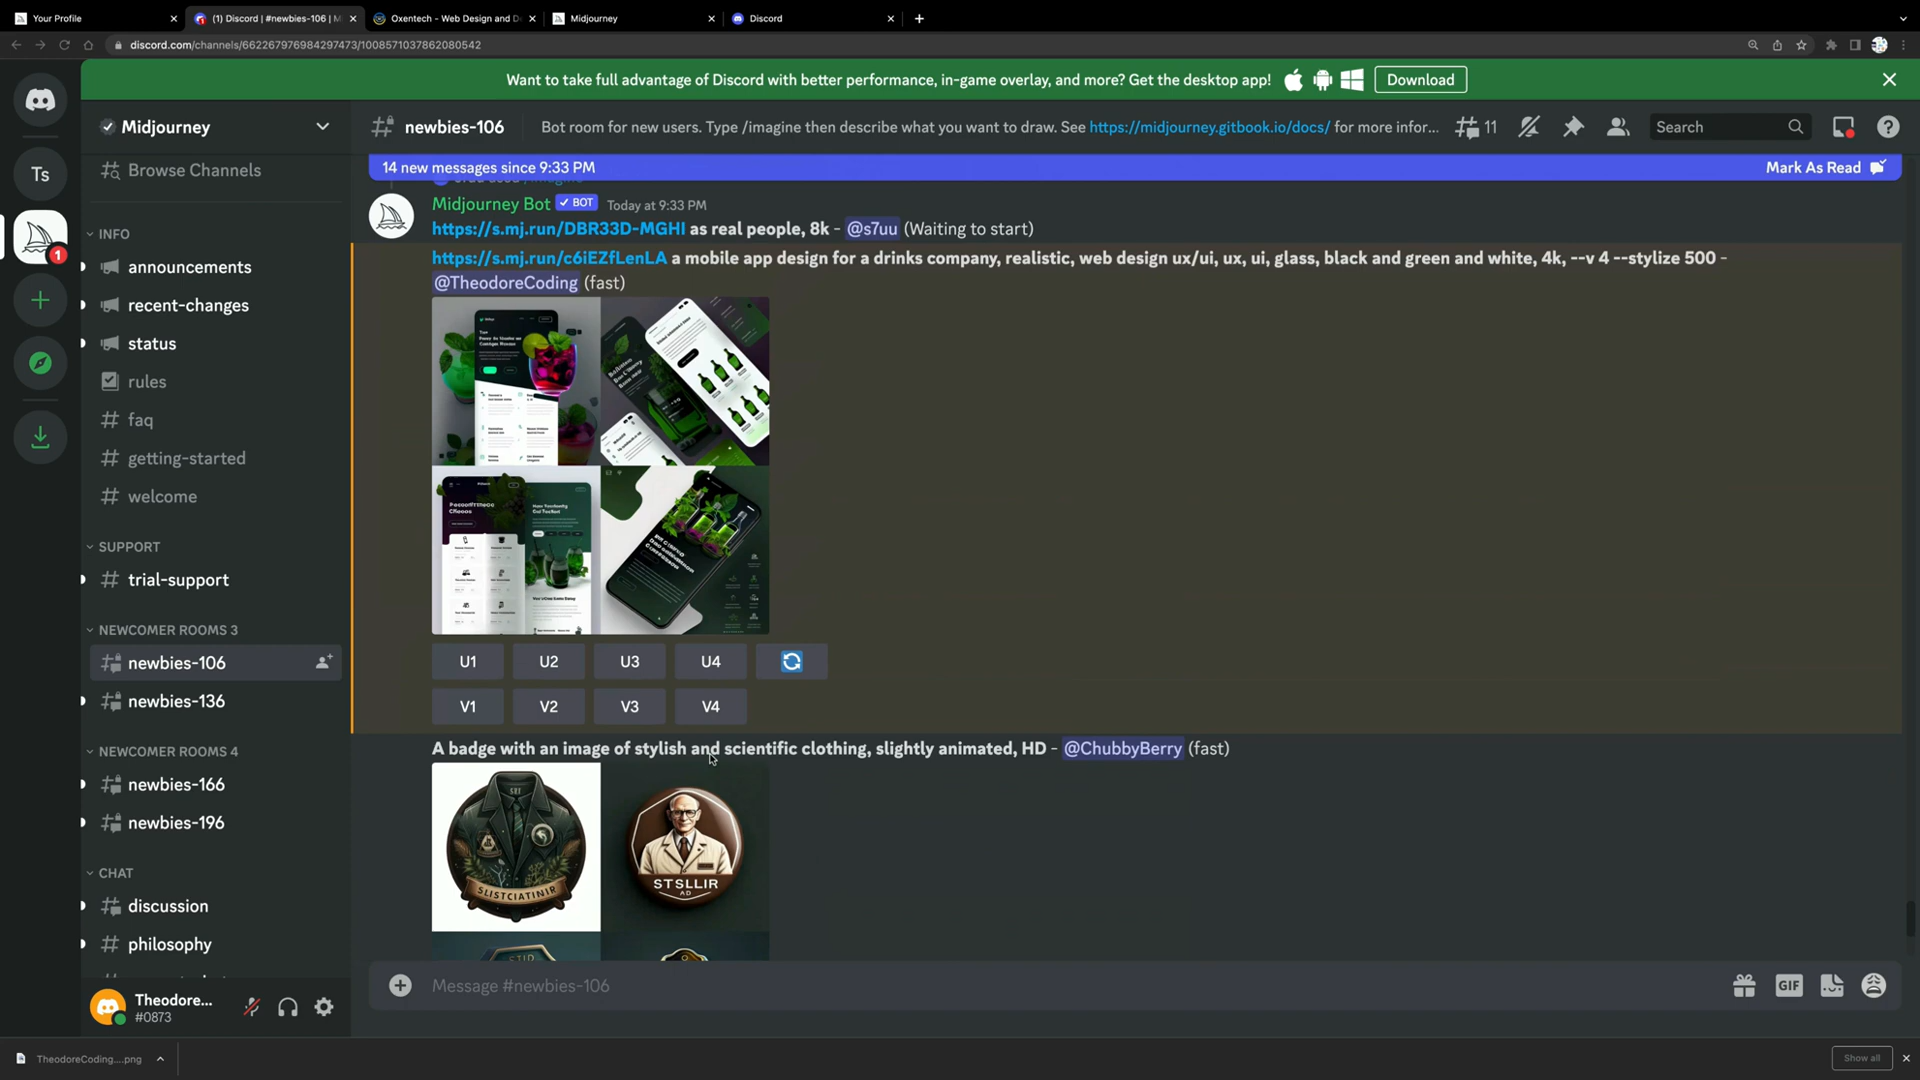 Your Profile
(1) Discord | #newbies-106 | M
Oxentech - Web Design and D
Midjourney
Discord
discord.com/channels/662267976984297473/1008571037862080542
Want to take full advantage of Discord with better performance, in-game overlay, and more? Get the desktop app!
Download
Midjourney
newbies-106
Bot room for new users. Type /imagine then describe what you want to draw. See https://midjourney.gitbook.io/docs/ for more infor...
11
Search
Browse Channels
14 new messages since 9:33 PM
Mark As Read
Ts
1
INFO
announcements
recent-changes
status
rules
faq
getting-started
welcome
SUPPORT
trial-support
NEWCOMER ROOMS 3
newbies-106
newbies-136
NEWCOMER ROOMS 4
newbies-166
newbies-196
CHAT
discussion
philosophy
Theodore...
#0873
Midjourney Bot BOT Today at 9:33 PM
https://s.mj.run/DBR33D-MGHI as real people, 8k - @s7uu (Waiting to start)
https://s.mj.run/c6iEZfLenLA a mobile app design for a drinks company, realistic, web design ux/ui, ux, ui, glass, black and green and white, 4k, --v 4 --stylize 500 -
@TheodoreCoding (fast)
U1
U2
U3
U4
V1
V2
V3
V4
A badge with an image of stylish and scientific clothing, slightly animated, HD - @ChubbyBerry (fast)
SLISTCIATINIR
STSLLIR
AD
Message #newbies-106
GIF
TheodoreCoding....png
Show all